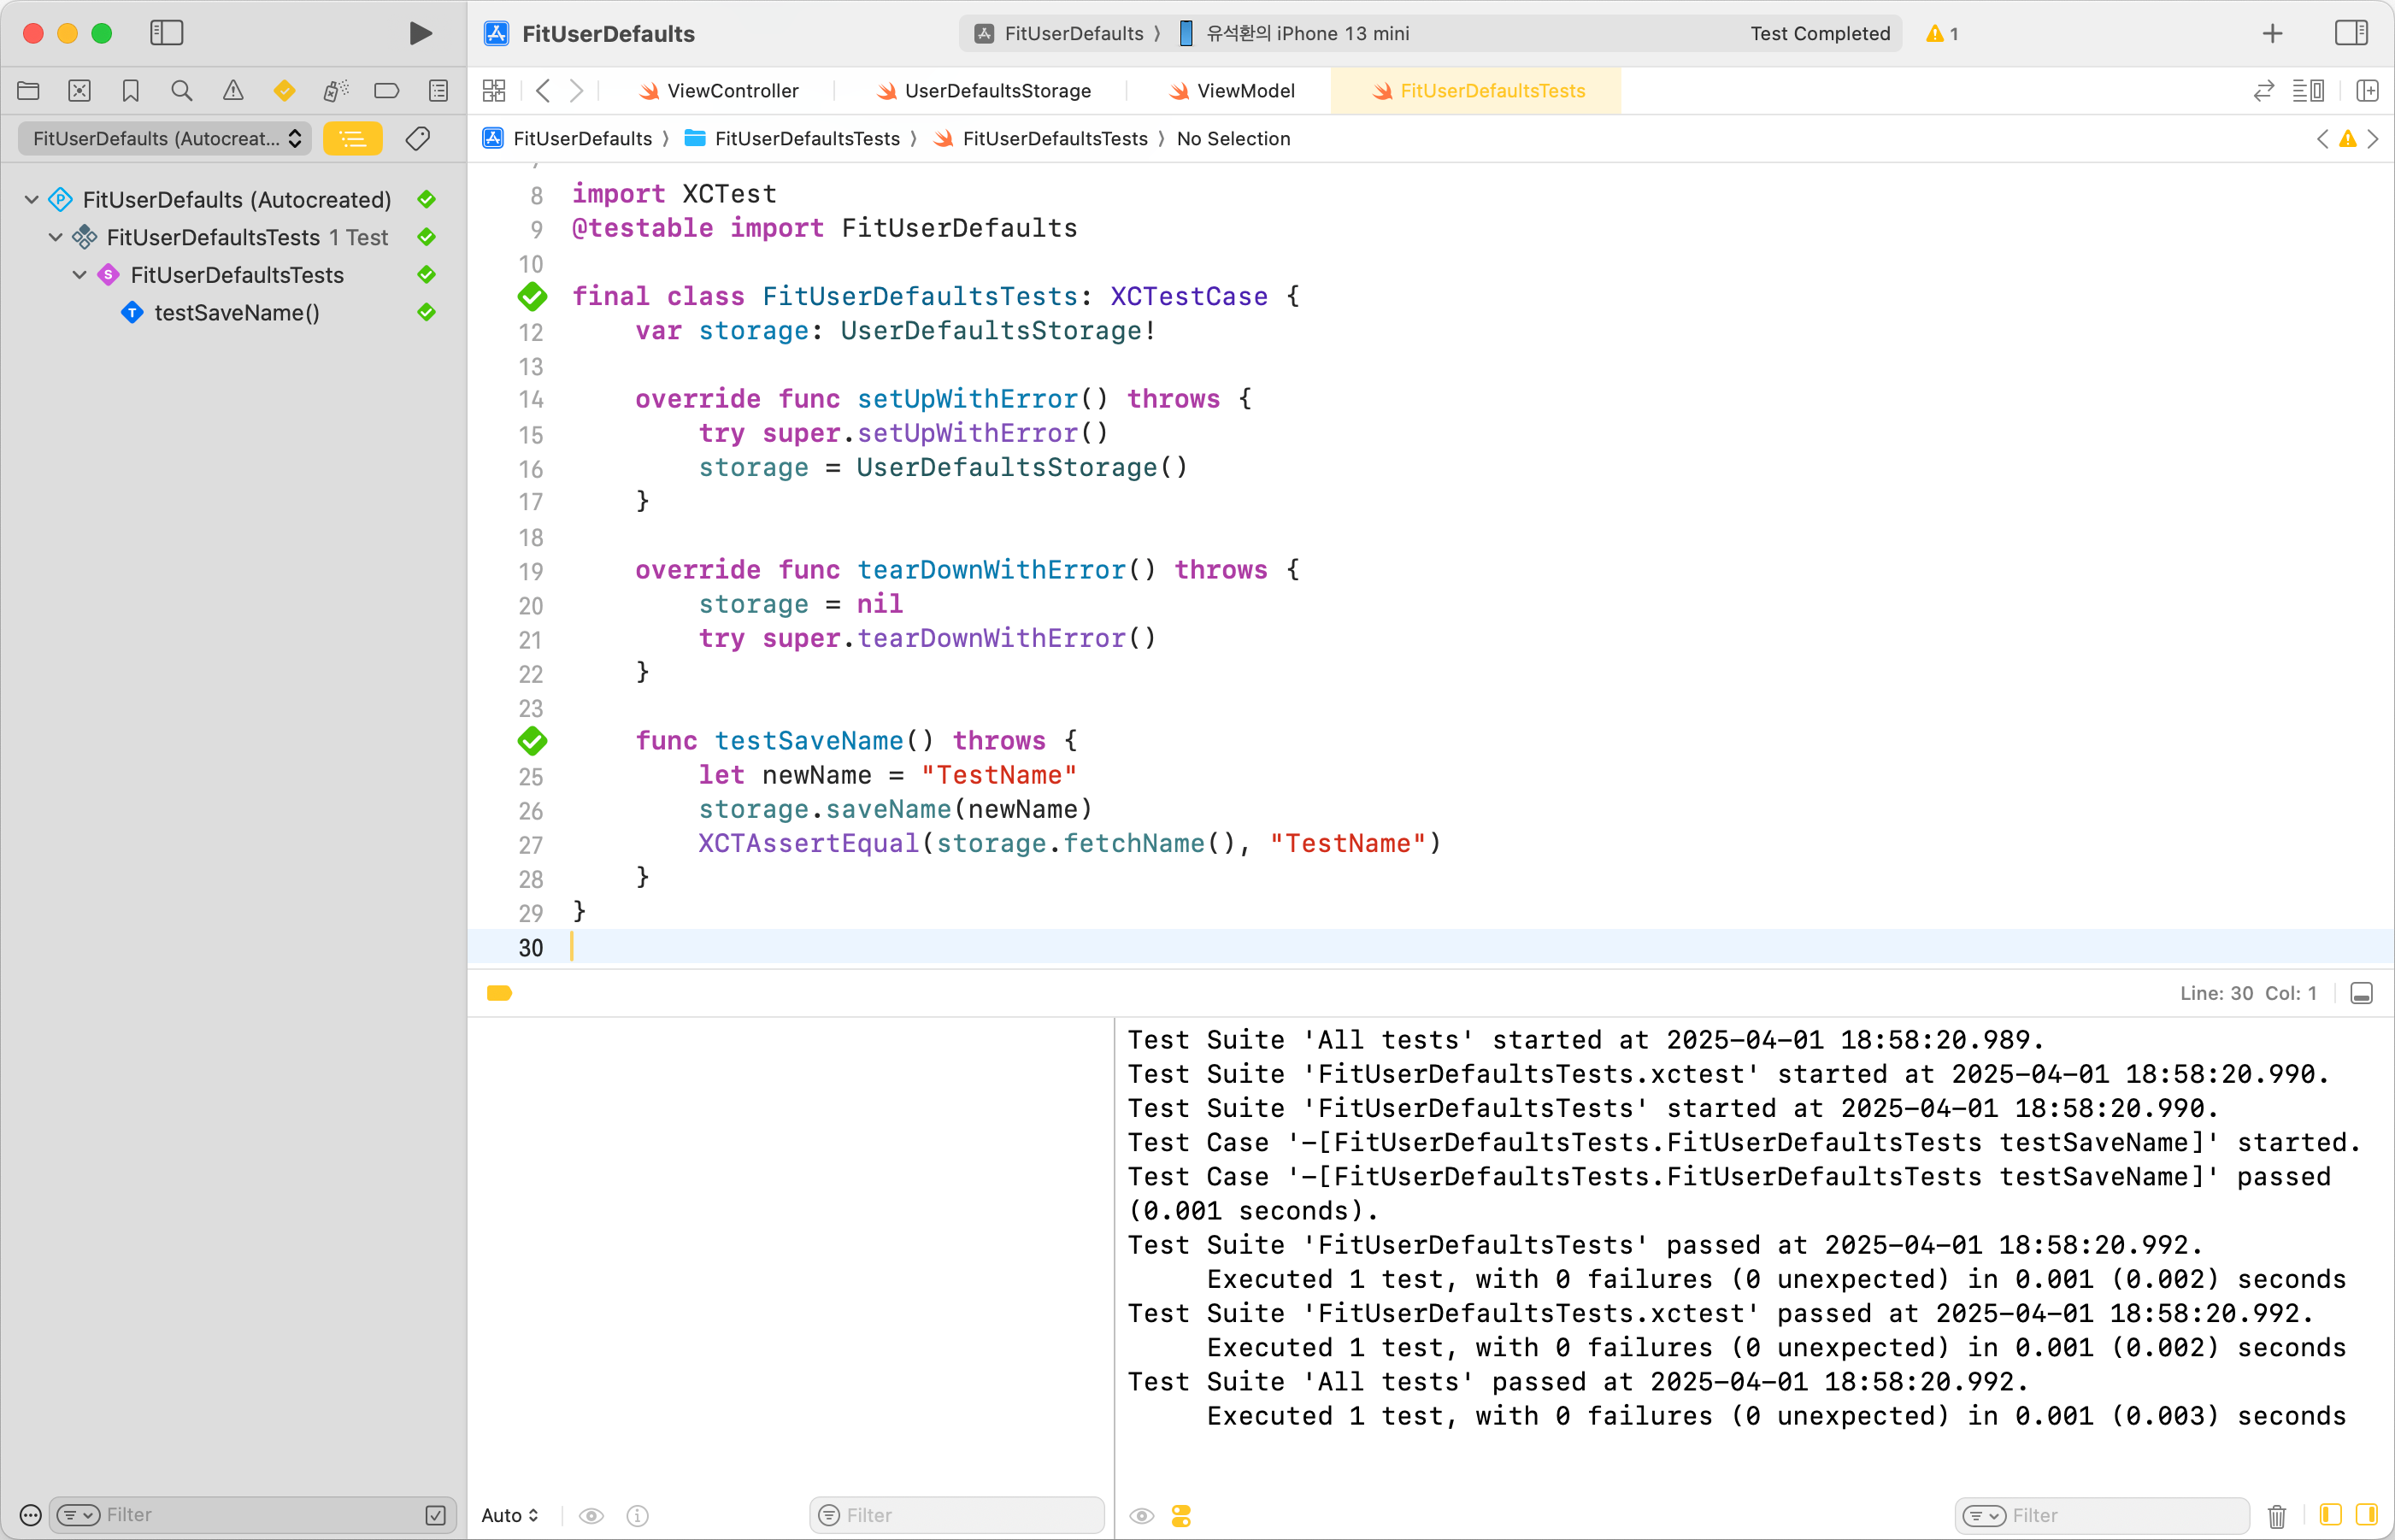 FitUserDefaults
FitUserDefaults 〉 유석환의 iPhone 13 mini
Test Completed
1
ViewController
UserDefaultsStorage
ViewModel
FitUserDefaultsTests
FitUserDefaults (Autocreat...
FitUserDefaults 〉 FitUserDefaultsTests 〉 FitUserDefaultsTests 〉 No Selection
FitUserDefaults (Autocreated)
FitUserDefaultsTests 1 Test
FitUserDefaultsTests
testSaveName()
8 import XCTest
9 @testable import FitUserDefaults
10
final class FitUserDefaultsTests: XCTestCase {
12 var storage: UserDefaultsStorage!
13
14 override func setUpWithError() throws {
15 try super.setUpWithError()
16 storage = UserDefaultsStorage()
17 }
18
19 override func tearDownWithError() throws {
20 storage = nil
21 try super.tearDownWithError()
22 }
23
func testSaveName() throws {
25 let newName = "TestName"
26 storage.saveName(newName)
27 XCTAssertEqual(storage.fetchName(), "TestName")
28 }
29 }
30
Line: 30 Col: 1
Test Suite 'All tests' started at 2025-04-01 18:58:20.989.
Test Suite 'FitUserDefaultsTests.xctest' started at 2025-04-01 18:58:20.990.
Test Suite 'FitUserDefaultsTests' started at 2025-04-01 18:58:20.990.
Test Case '-[FitUserDefaultsTests.FitUserDefaultsTests testSaveName]' started.
Test Case '-[FitUserDefaultsTests.FitUserDefaultsTests testSaveName]' passed
(0.001 seconds).
Test Suite 'FitUserDefaultsTests' passed at 2025-04-01 18:58:20.992.
Executed 1 test, with 0 failures (0 unexpected) in 0.001 (0.002) seconds
Test Suite 'FitUserDefaultsTests.xctest' passed at 2025-04-01 18:58:20.992.
Executed 1 test, with 0 failures (0 unexpected) in 0.001 (0.002) seconds
Test Suite 'All tests' passed at 2025-04-01 18:58:20.992.
Executed 1 test, with 0 failures (0 unexpected) in 0.001 (0.003) seconds
Filter
Auto
Filter
Filter